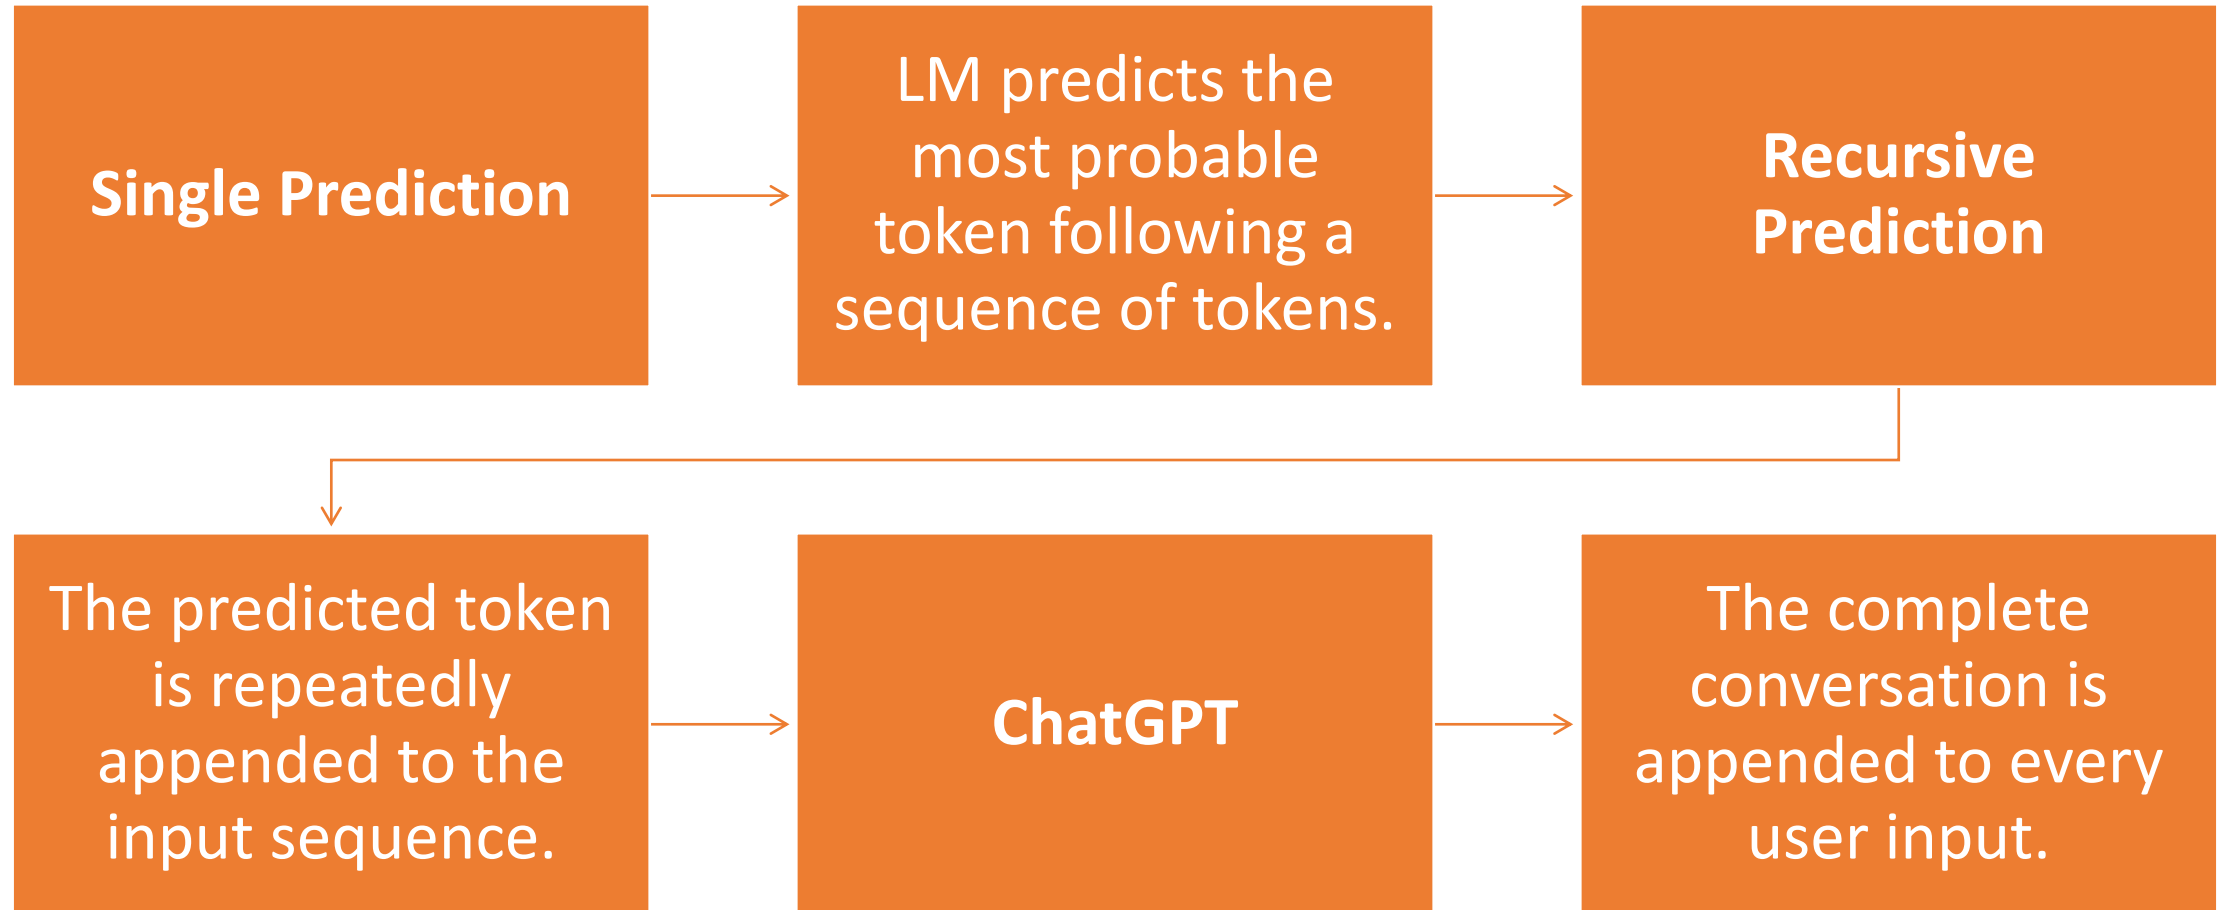 Single Prediction
LM predicts the
most probable
token following a
sequence of tokens.
Recursive
Prediction
The predicted token
is repeatedly
appended to the
input sequence.
ChatGPT
The complete
conversation is
appended to every
user input.